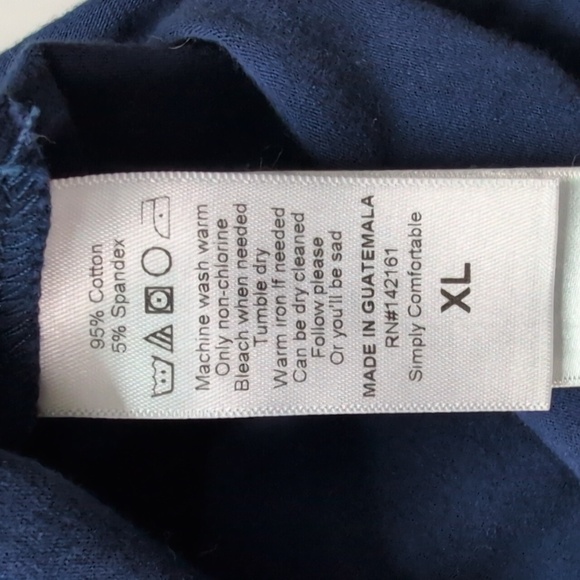 95% Cotton
5% Spandex
Machine wash warm
Only non-chlorine
Bleach when needed
Tumble dry
Warm iron if needed
Can be dry cleaned
Follow please
Or you'll be sad
MADE IN GUATEMALA
RN#142161
Simply Comfortable
XL